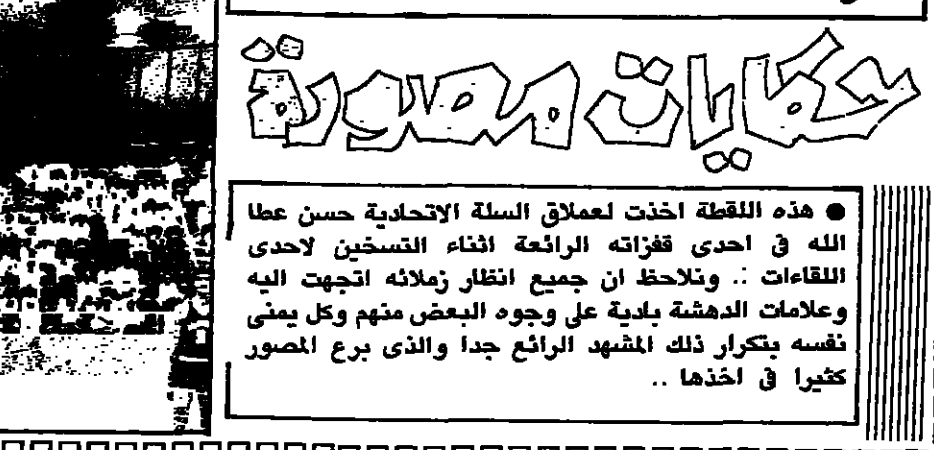 حكايات مصورة
● هذه اللقطة اخذت لعملاق السلة الاتحادية حسن عطا
الله في احدى قفزاته الرائعة اثناء التسخين لاحدى
اللقاءات .. ونلاحظ ان جميع انظار زملائه اتجهت اليه
وعلامات الدهشة بادية على وجوه البعض منهم وكل يمنى
نفسه بتكرار ذلك المشهد الرائع جدا والذى برع المصور
كثيرا في اخذها ..